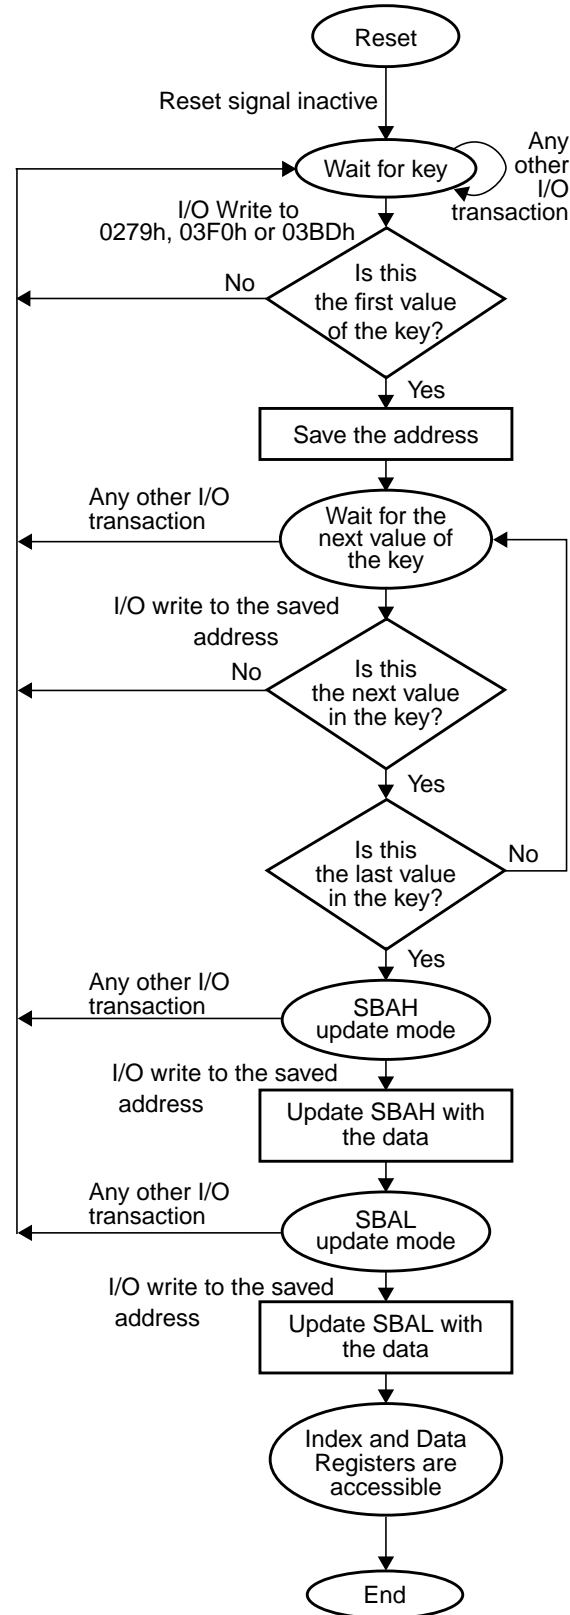 Reset
Reset signal inactive
Wait for key
Any
other
I/O
transaction
I/O Write to
0279h, 03F0h or 03BDh
Is this
the first value
of the key?
No
Yes
Save the address
Any other I/O
transaction
Wait for the
next value of
the key
I/O write to the saved
address
No
Is this
the next value
in the key?
Yes
Is this
the last value
in the key?
No
Yes
Any other I/O
transaction
SBAH
update mode
I/O write to the saved
address
Update SBAH with
the data
Any other I/O
transaction
SBAL
update mode
I/O write to the saved
address
Update SBAL with
the data
Index and Data
Registers are
accessible
End